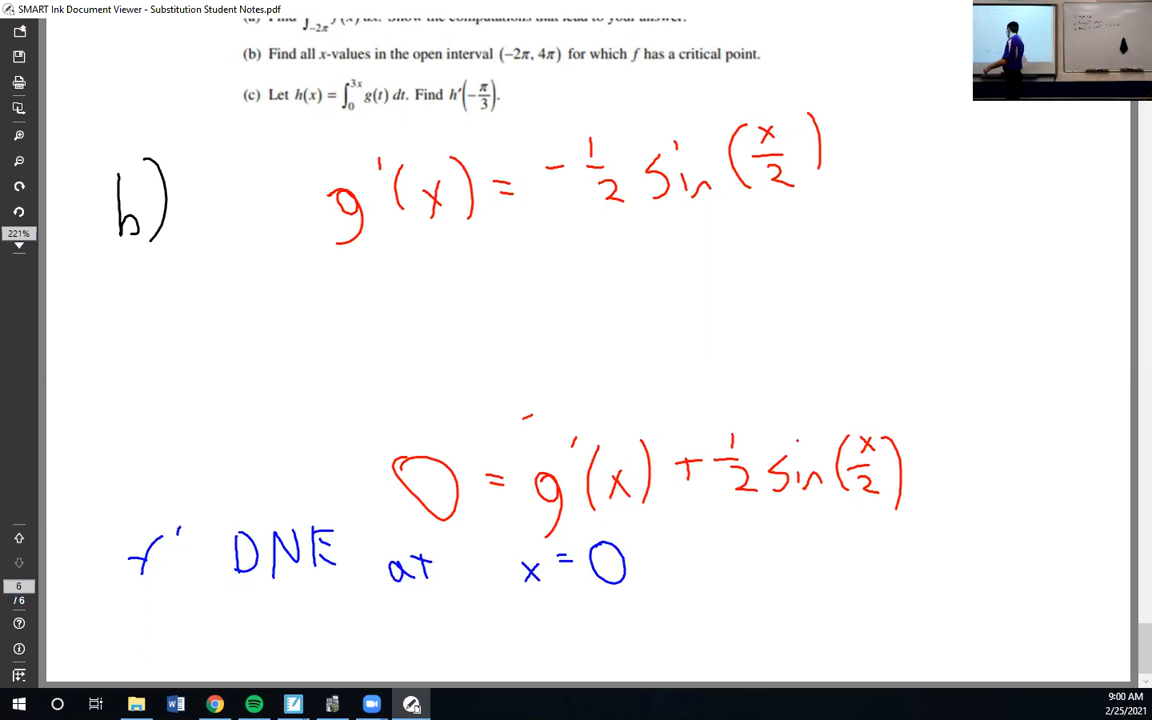 SMART Ink Document Viewer - Substitution Student Notes.pdf
(b) Find all x-values in the open interval (−2π, 4π) for which f has a critical point.
(c) Let h(x) = ∫₀³ˣ g(t) dt. Find h′(−π/3).
b)
g'(x) = - 1/2 sin (x/2)
0 = g'(x) + 1/2 sin (x/2)
f' DNE at x = 0
221%
6
/ 6
9:00 AM
2/25/2021